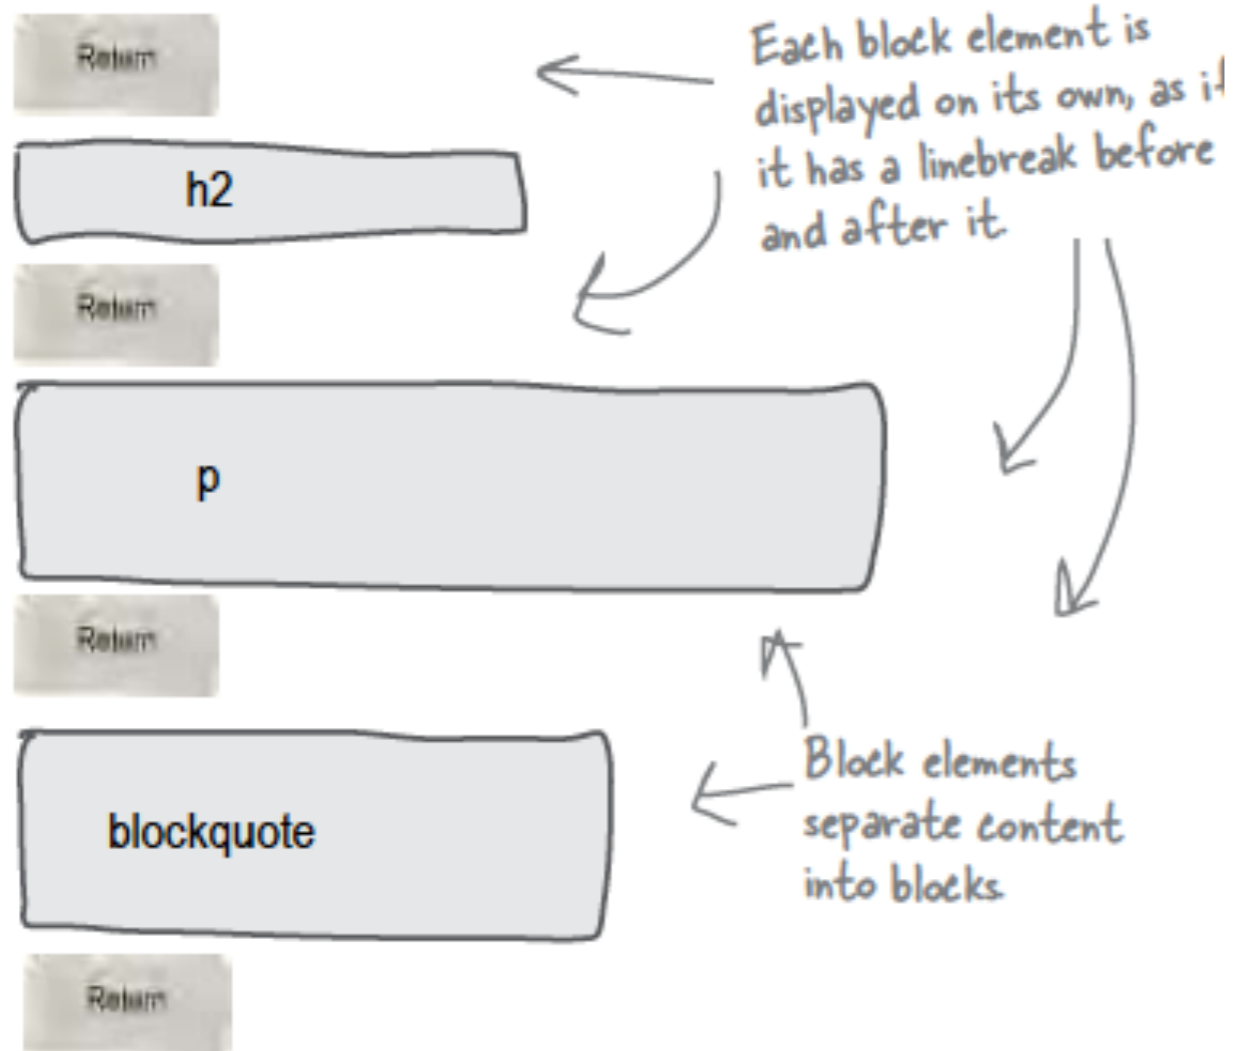 Return
Each block element is
displayed on its own, as if
it has a linebreak before
and after it.
h2
Return
p
Return
Block elements
separate content
into blocks.
blockquote
Return